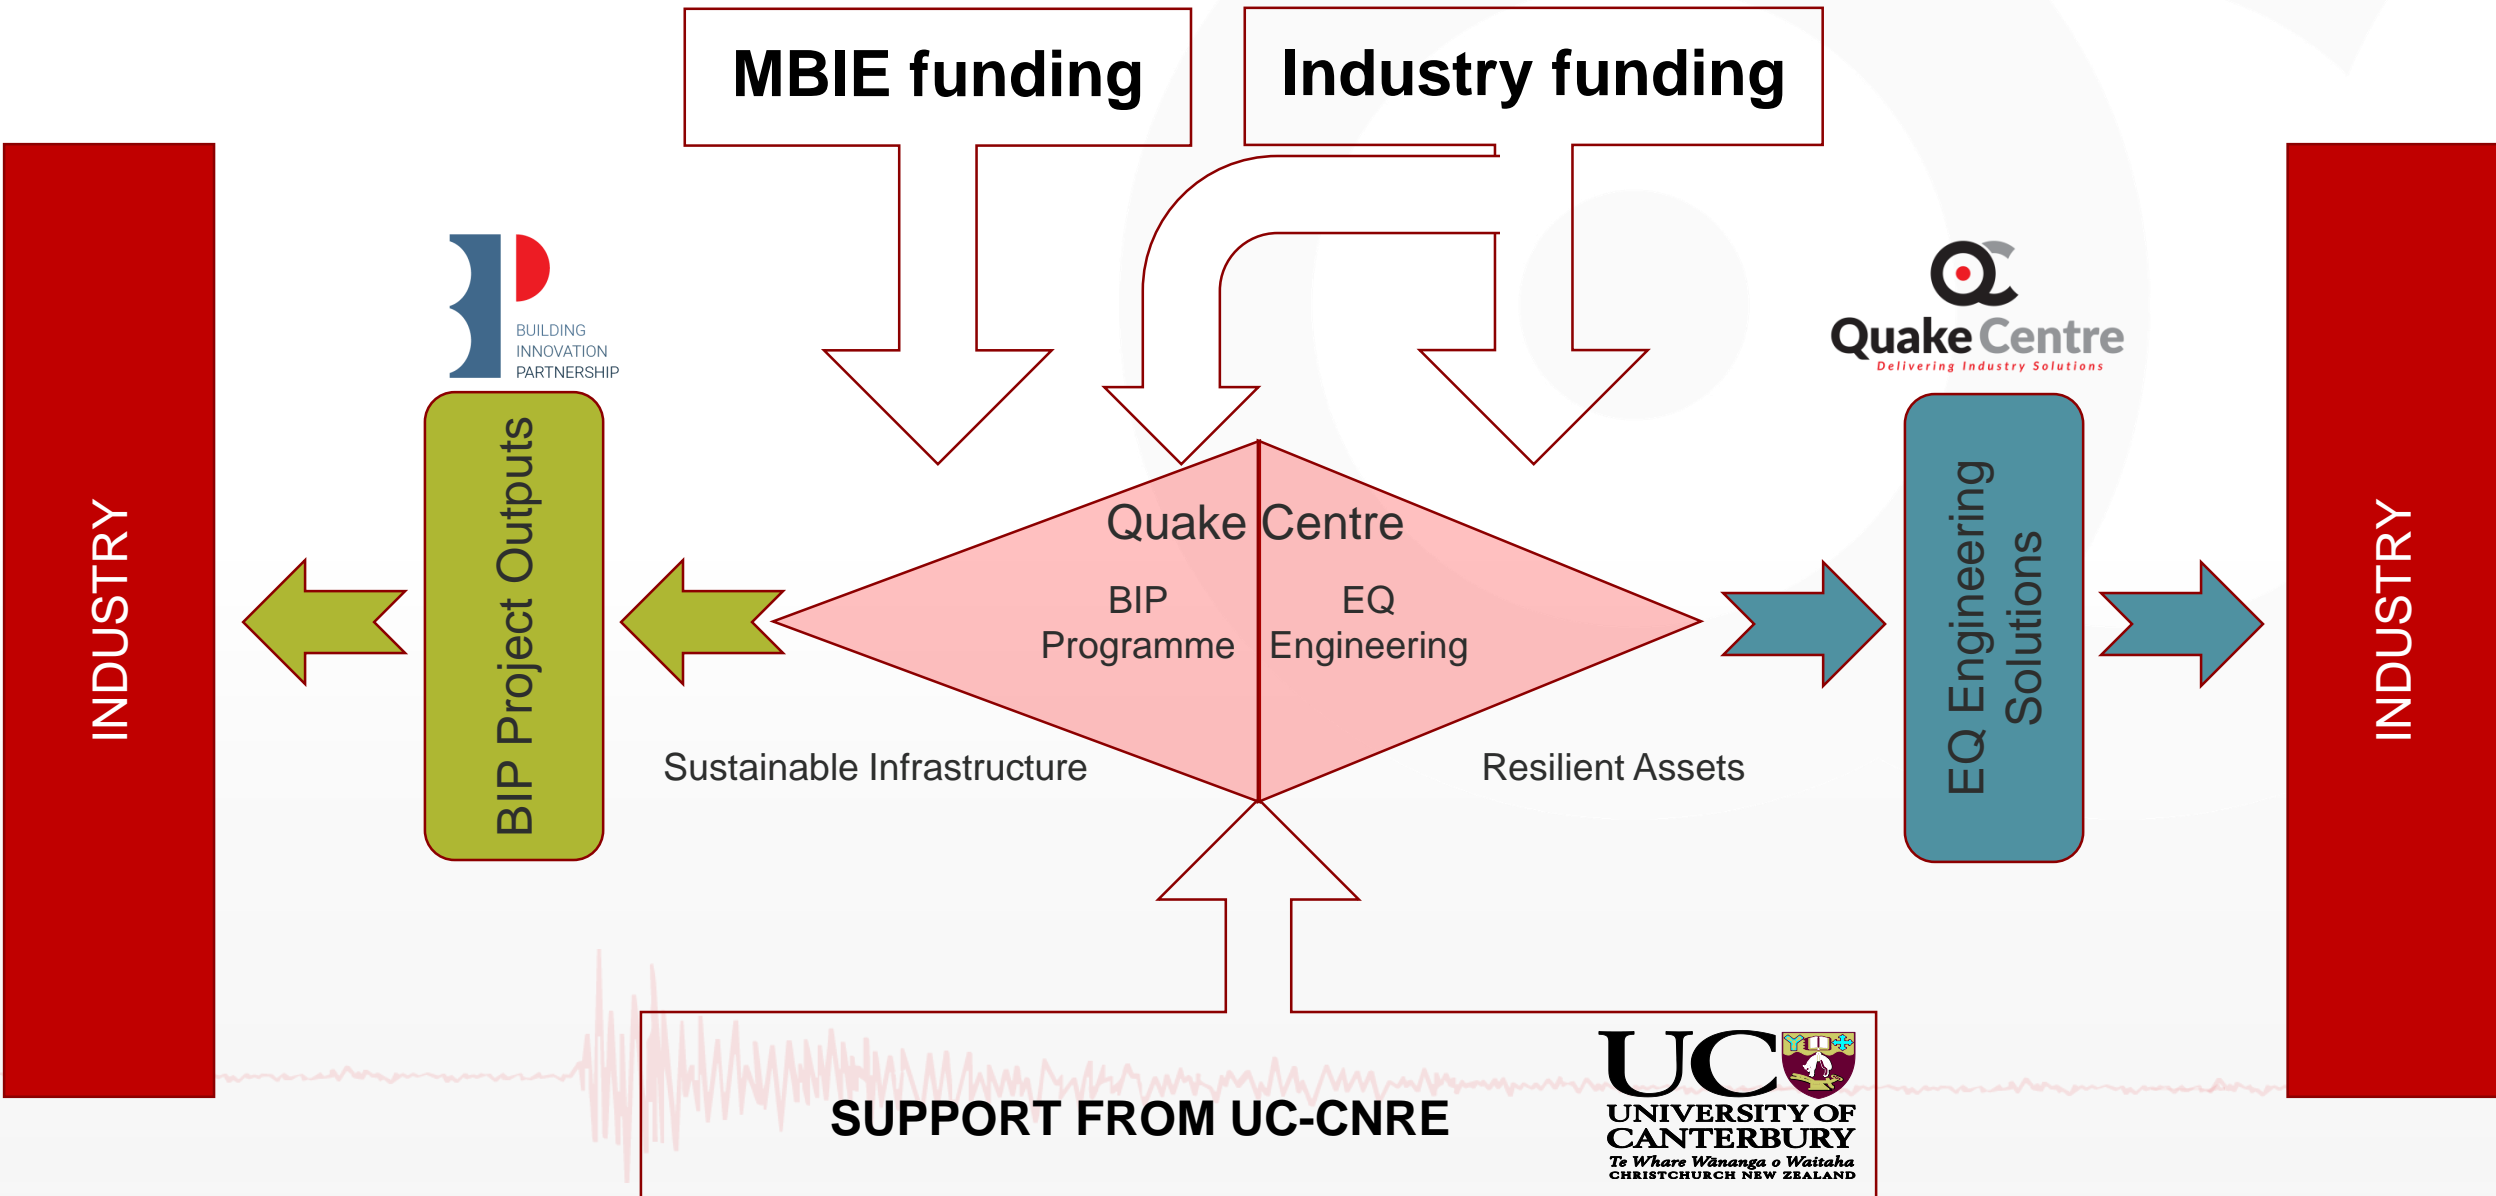 MBIE funding
Industry funding
BUILDING
INNOVATION
PARTNERSHIP
QC
Quake Centre
Delivering Industry Solutions
INDUSTRY
BIP Project Outputs
Quake Centre
BIP
Programme
EQ
Engineering
EQ Engineering
Solutions
INDUSTRY
Sustainable Infrastructure
Resilient Assets
SUPPORT FROM UC-CNRE
UC
UNIVERSITY OF
CANTERBURY
Te Whare Wānanga o Waitaha
CHRISTCHURCH NEW ZEALAND